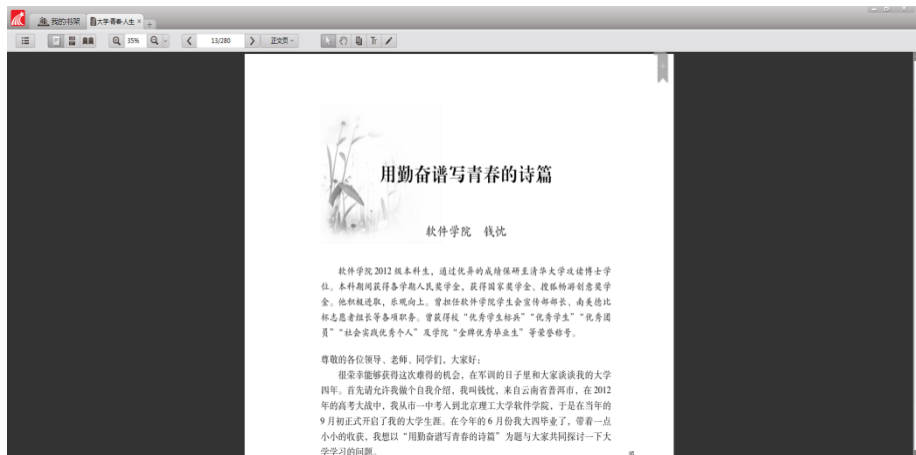 我的书架 大学青春人生 × +
35% 13/280 正文页
用勤奋谱写青春的诗篇
软件学院 钱忱
软件学院 2012 级本科生,通过优异的成绩保研至清华大学攻读博士学
位。本科期间获得各学期人民奖学金,获得国家奖学金、搜狐畅游创意奖学
金。他积极进取,乐观向上。曾担任软件学院学生会宣传部部长、南美德比
杯志愿者组长等各项职务。曾获得校“优秀学生标兵”“优秀学生”“优秀团
员”“社会实践优秀个人”及学院“金牌优秀毕业生”等荣誉称号。
尊敬的各位领导、老师、同学们,大家好:
很荣幸能够获得这次难得的机会,在军训的日子里和大家谈谈我的大学
四年。首先请允许我做个自我介绍,我叫钱忱,来自云南省普洱市,在 2012
年的高考大战中,我从市一中考入到北京理工大学软件学院,于是在当年的
9 月初正式开启了我的大学生涯。在今年的 6 月份我大四毕业了,带着一点
小小的收获,我想以“用勤奋谱写青春的诗篇”为题与大家共同探讨一下大
学学习的问题。